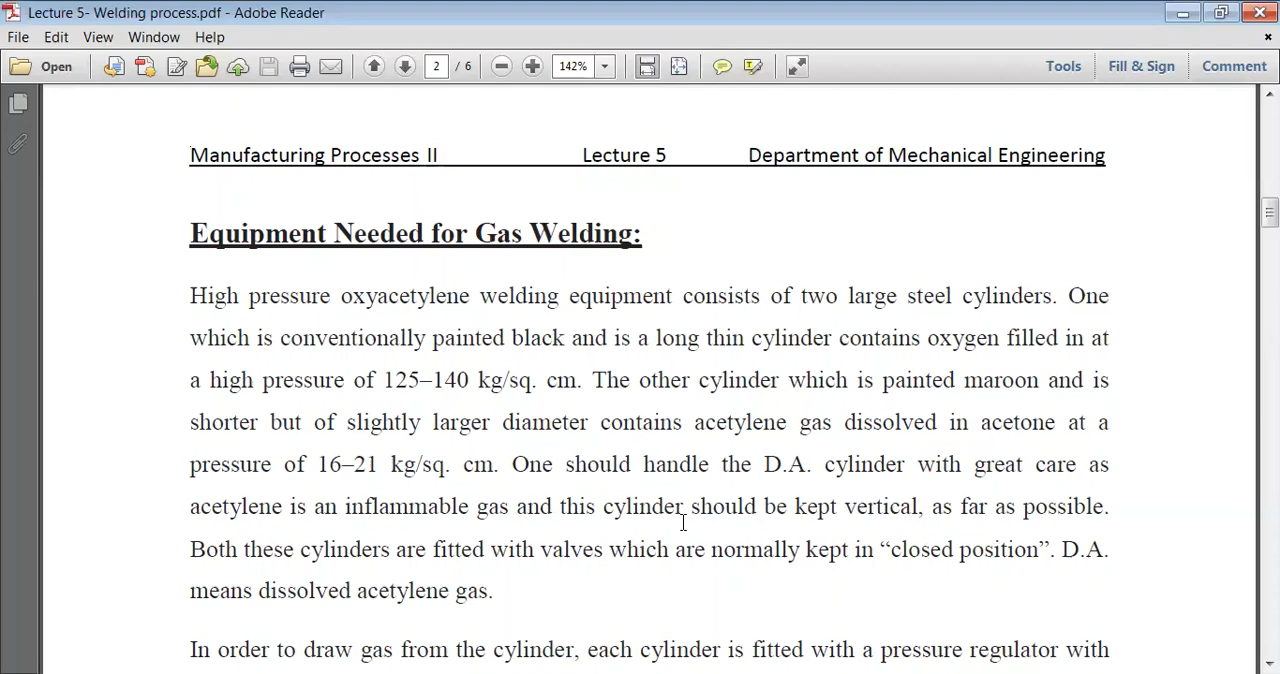 Lecture 5- Welding process.pdf - Adobe Reader
File Edit View Window Help
Open 2 / 6 142% Tools Fill & Sign Comment
Manufacturing Processes II Lecture 5 Department of Mechanical Engineering
Equipment Needed for Gas Welding:
High pressure oxyacetylene welding equipment consists of two large steel cylinders. One
which is conventionally painted black and is a long thin cylinder contains oxygen filled in at
a high pressure of 125–140 kg/sq. cm. The other cylinder which is painted maroon and is
shorter but of slightly larger diameter contains acetylene gas dissolved in acetone at a
pressure of 16–21 kg/sq. cm. One should handle the D.A. cylinder with great care as
acetylene is an inflammable gas and this cylinder should be kept vertical, as far as possible.
Both these cylinders are fitted with valves which are normally kept in “closed position”. D.A.
means dissolved acetylene gas.
In order to draw gas from the cylinder, each cylinder is fitted with a pressure regulator with